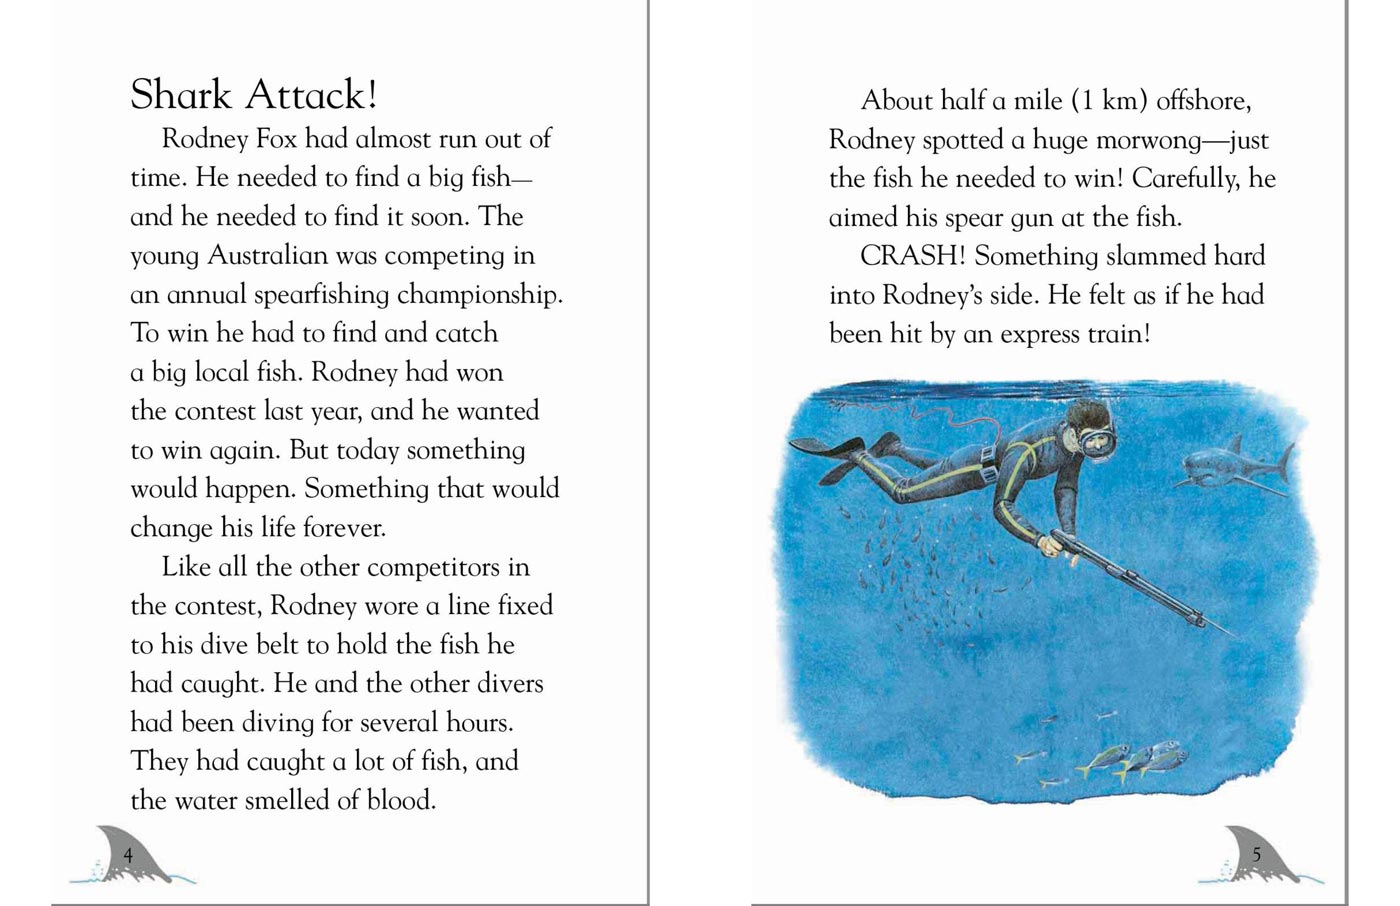 Shark Attack!
Rodney Fox had almost run out of
time. He needed to find a big fish—
and he needed to find it soon. The
young Australian was competing in
an annual spearfishing championship.
To win he had to find and catch
a big local fish. Rodney had won
the contest last year, and he wanted
to win again. But today something
would happen. Something that would
change his life forever.
Like all the other competitors in
the contest, Rodney wore a line fixed
to his dive belt to hold the fish he
had caught. He and the other divers
had been diving for several hours.
They had caught a lot of fish, and
the water smelled of blood.
4
About half a mile (1 km) offshore,
Rodney spotted a huge morwong—just
the fish he needed to win! Carefully, he
aimed his spear gun at the fish.
CRASH! Something slammed hard
into Rodney's side. He felt as if he had
been hit by an express train!
5